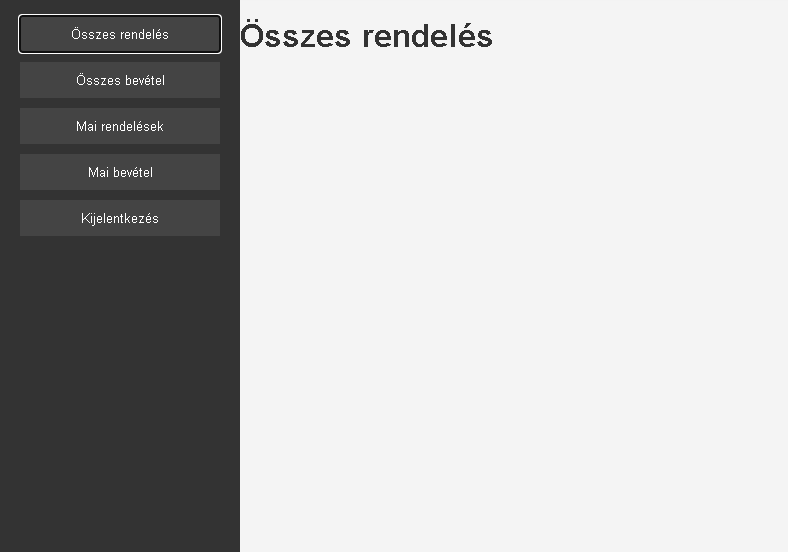 Összes rendelés
Összes bevétel
Mai rendelések
Mai bevétel
Kijelentkezés
Összes rendelés